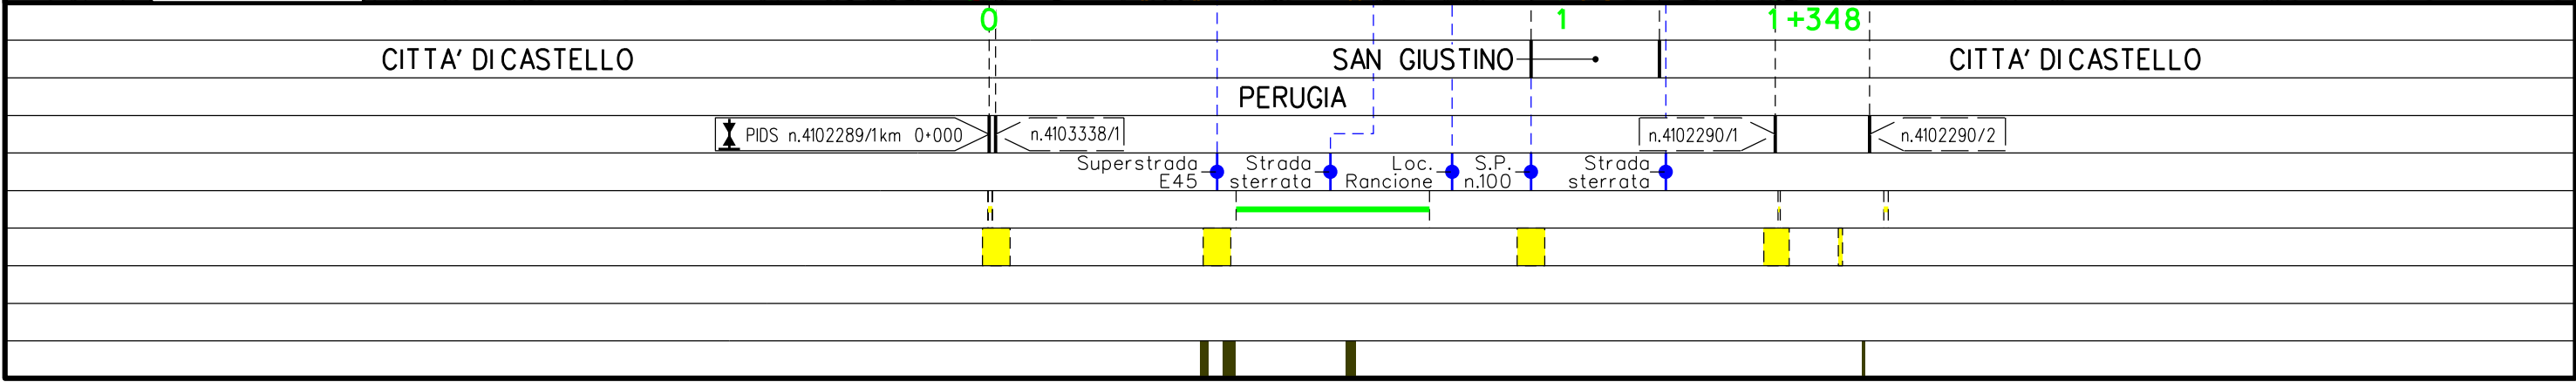 0 1 1+348
CITTA' DI CASTELLO SAN GIUSTINO CITTA' DI CASTELLO
PERUGIA
PIDS n.4102289/1km 0+000 n.4103338/1 n.4102290/1 n.4102290/2
Superstrada Strada Loc. S.P. Strada
E45 sterrata Rancione n.100 sterrata